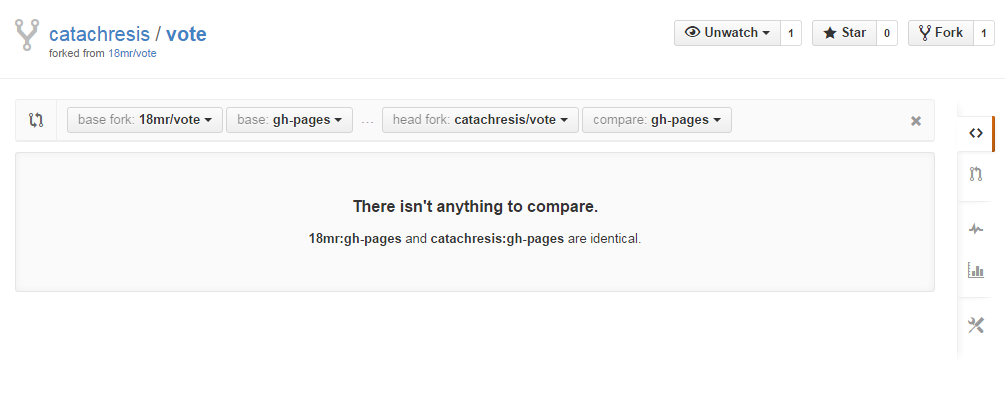 catachresis / vote
forked from 18mr/vote
Unwatch 1 Star 0 Fork 1
base fork: 18mr/vote base: gh-pages ... head fork: catachresis/vote compare: gh-pages
There isn't anything to compare.
18mr:gh-pages and catachresis:gh-pages are identical.